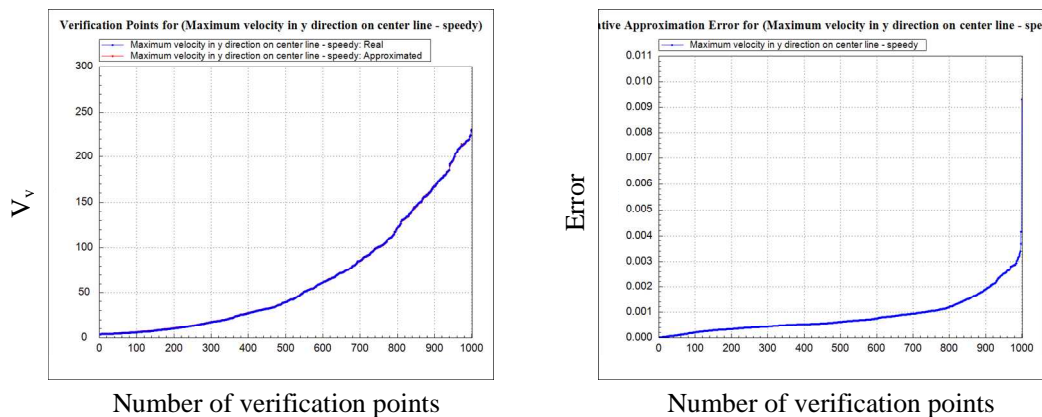 Verification Points for (Maximum velocity in y direction on center line - speedy)
Maximum velocity in y direction on center line - speedy: Real
Maximum velocity in y direction on center line - speedy: Approximated
300
250
200
150
100
50
0
0 100 200 300 400 500 600 700 800 900 1000
V v
Number of verification points
ative Approximation Error for (Maximum velocity in y direction on center line - spe
Maximum velocity in y direction on center line - speedy
0.011
0.010
0.009
0.008
0.007
0.006
0.005
0.004
0.003
0.002
0.001
0.000
0 100 200 300 400 500 600 700 800 900 1000
Error
Number of verification points